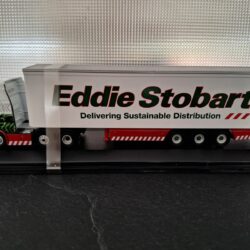 Eddie Stobart
Delivering Sustainable Distribution